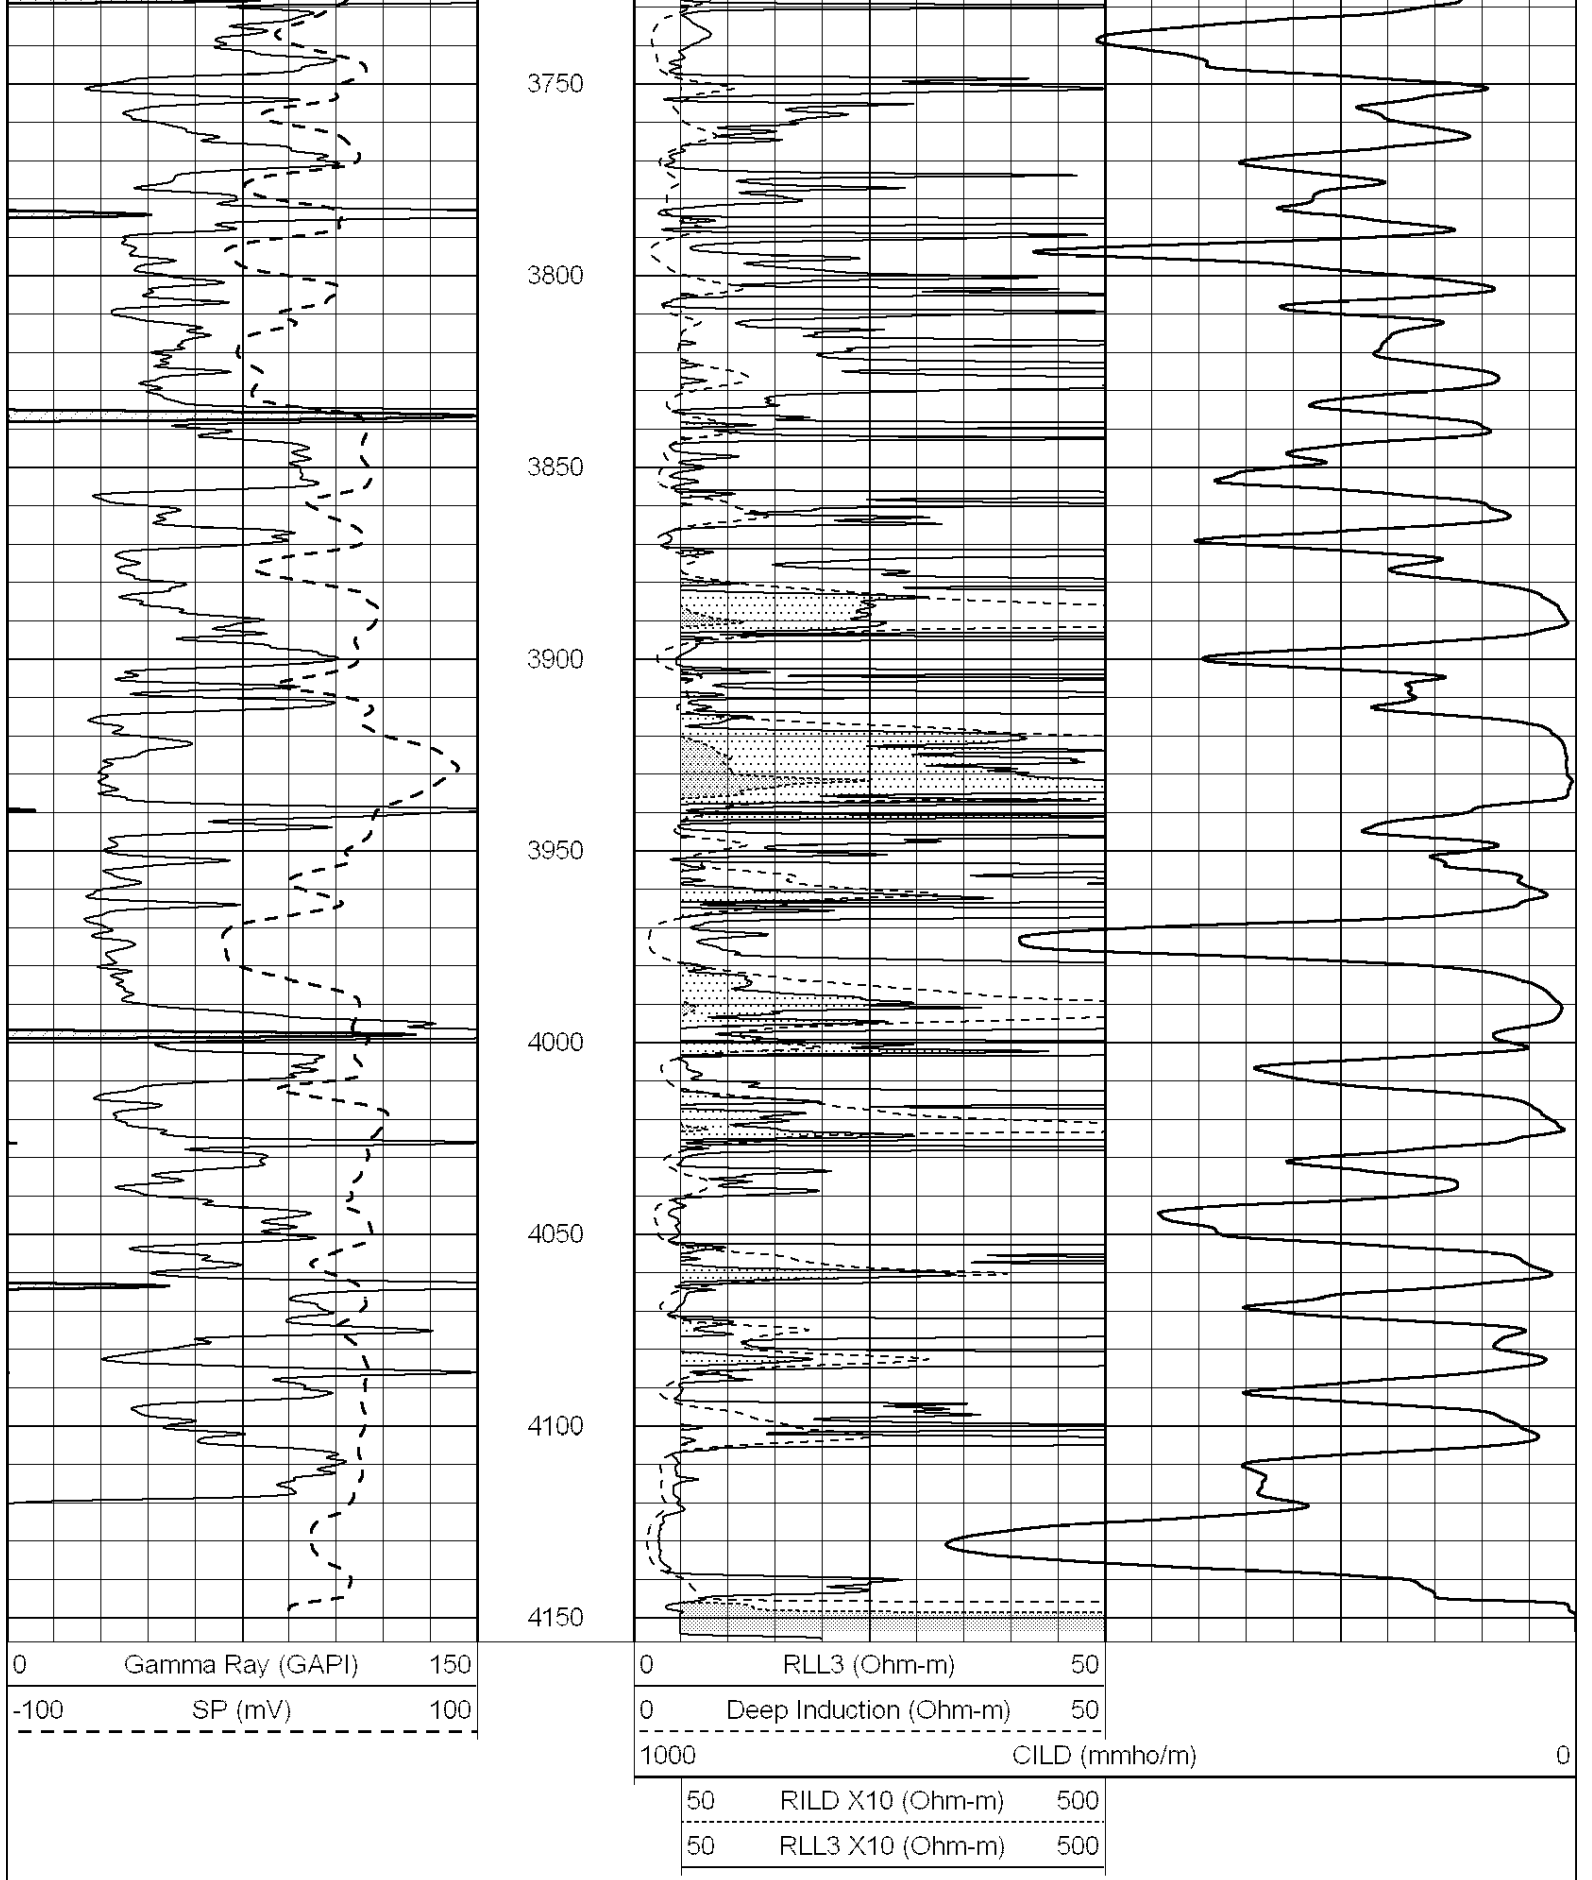 3750
3800
3850
3900
3950
4000
4050
4100
4150
0 Gamma Ray (GAPI) 150
-100 SP (mV) 100
0 RLL3 (Ohm-m) 50
0 Deep Induction (Ohm-m) 50
1000 CILD (mmho/m) 0
50 RILD X10 (Ohm-m) 500
50 RLL3 X10 (Ohm-m) 500